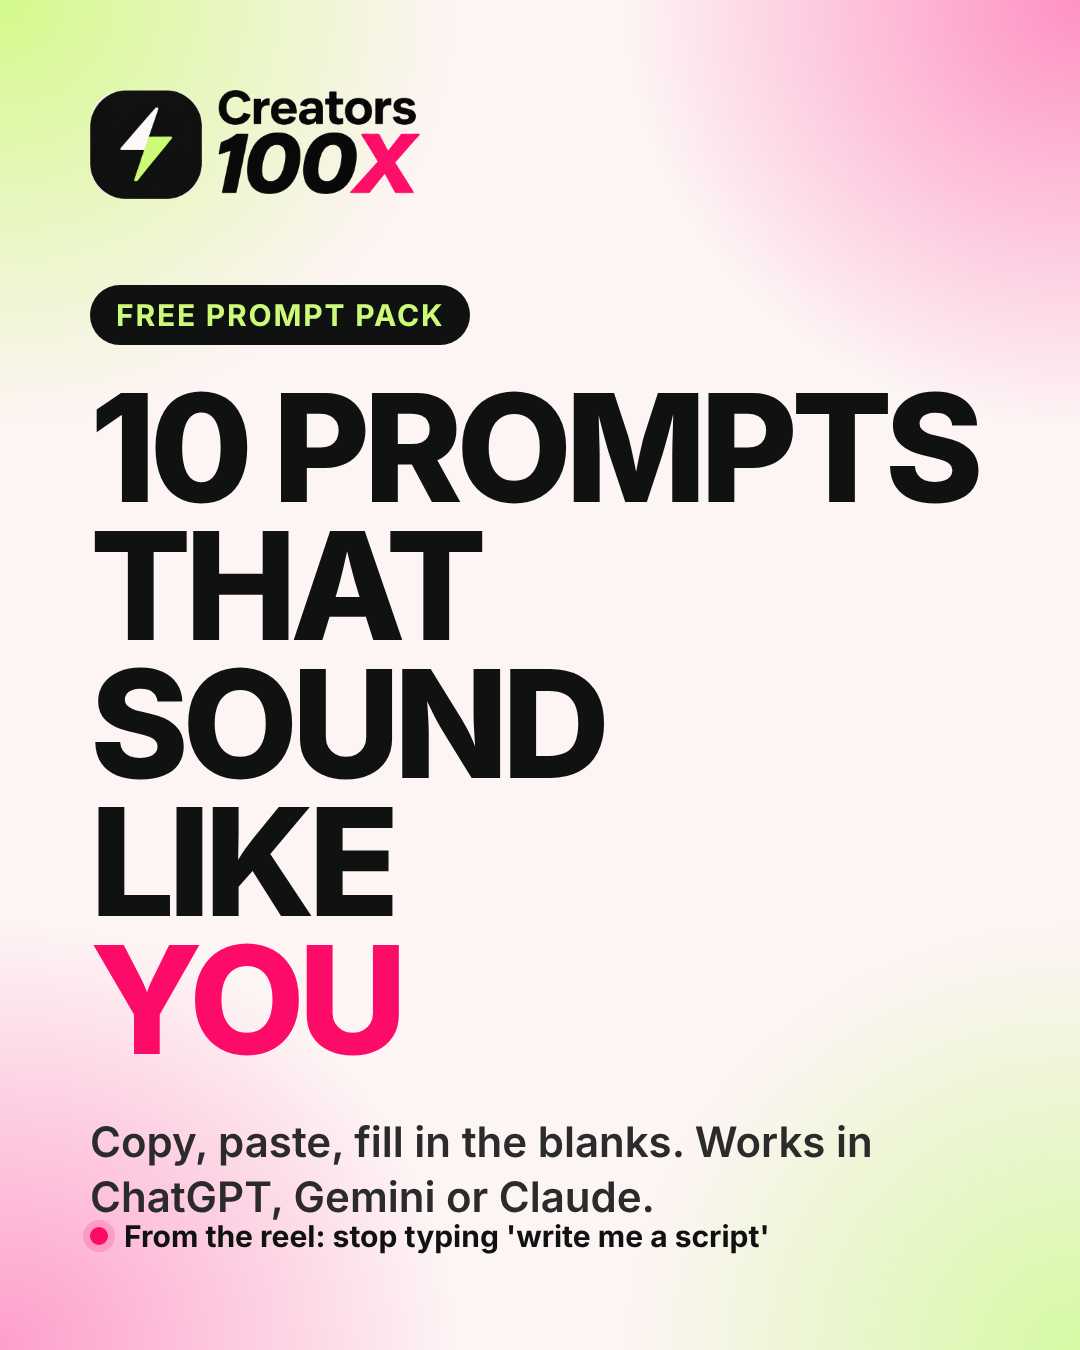 Creators
100X
FREE PROMPT PACK
10 PROMPTS
THAT
SOUND
LIKE
YOU
Copy, paste, fill in the blanks. Works in
ChatGPT, Gemini or Claude.
From the reel: stop typing 'write me a script'